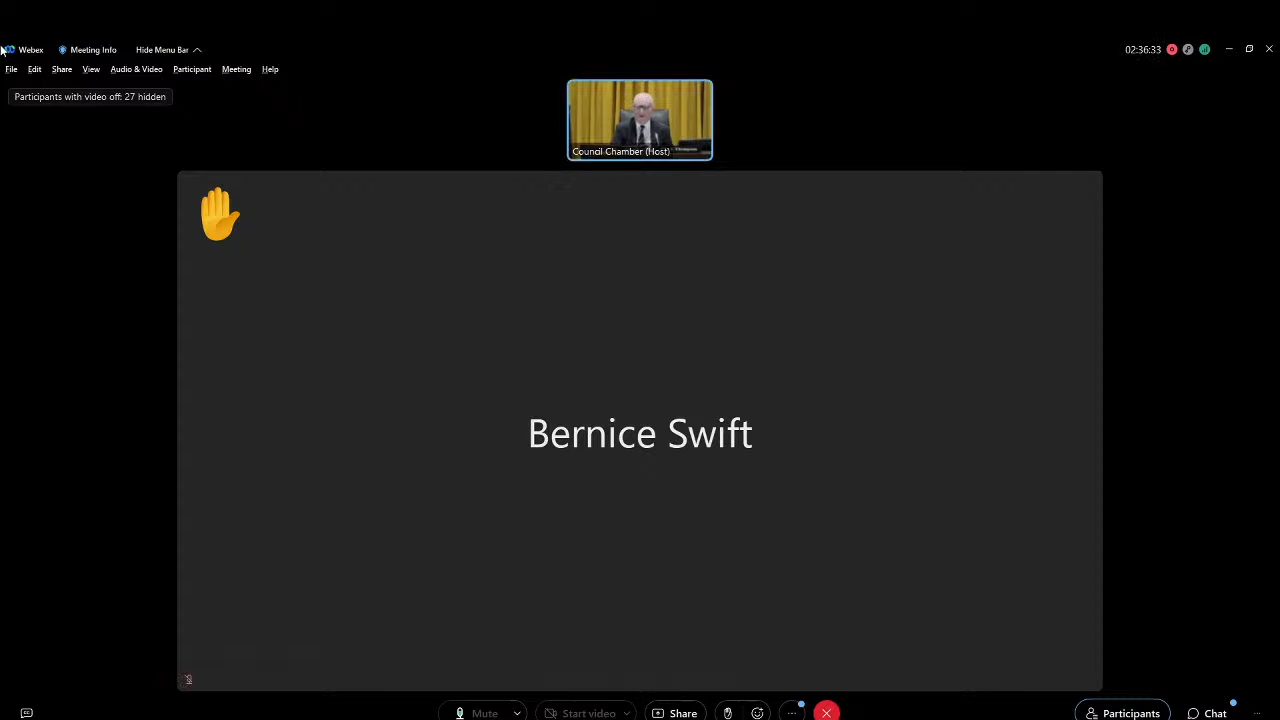 Webex
Meeting Info
Hide Menu Bar
02:36:33
File Edit Share View Audio & Video Participant Meeting Help
Participants with video off: 27 hidden
Council Chamber (Host)
Bernice Swift
Mute
Start video
Share
Participants
Chat